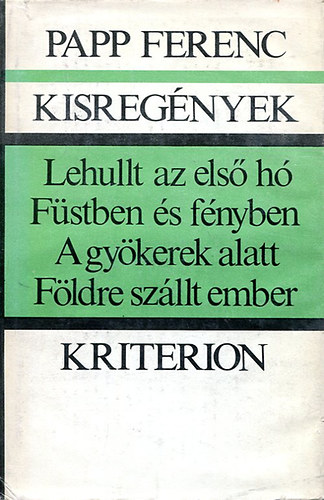 PAPP FERENC
KISREGÉNYEK
Lehullt az első hó
Füstben és fényben
A gyökerek alatt
Földre szállt ember
KRITERION